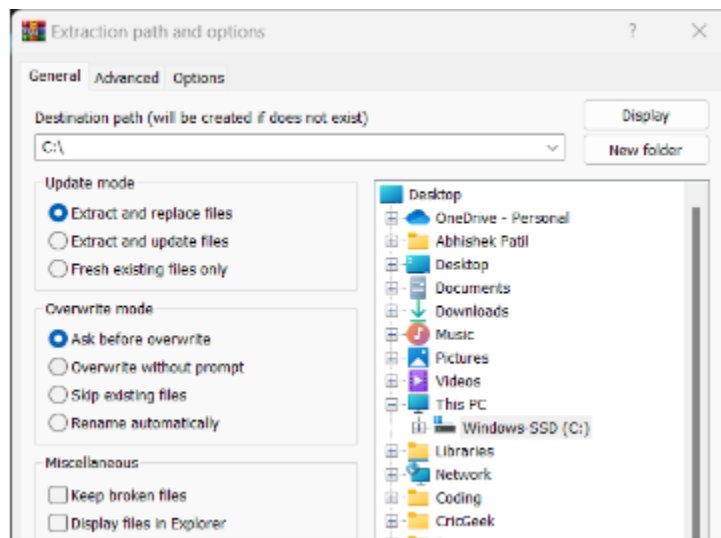 Extraction path and options
General Advanced Options
Destination path (will be created if does not exist)
Display
C:\
New folder
Update mode
Extract and replace files
Extract and update files
Fresh existing files only
Overwrite mode
Ask before overwrite
Overwrite without prompt
Skip existing files
Rename automatically
Miscellaneous
Keep broken files
Display files in Explorer
Desktop
OneDrive - Personal
Abhishek Patil
Desktop
Documents
Downloads
Music
Pictures
Videos
This PC
Windows-SSD (C:)
Libraries
Network
Coding
CricGeek